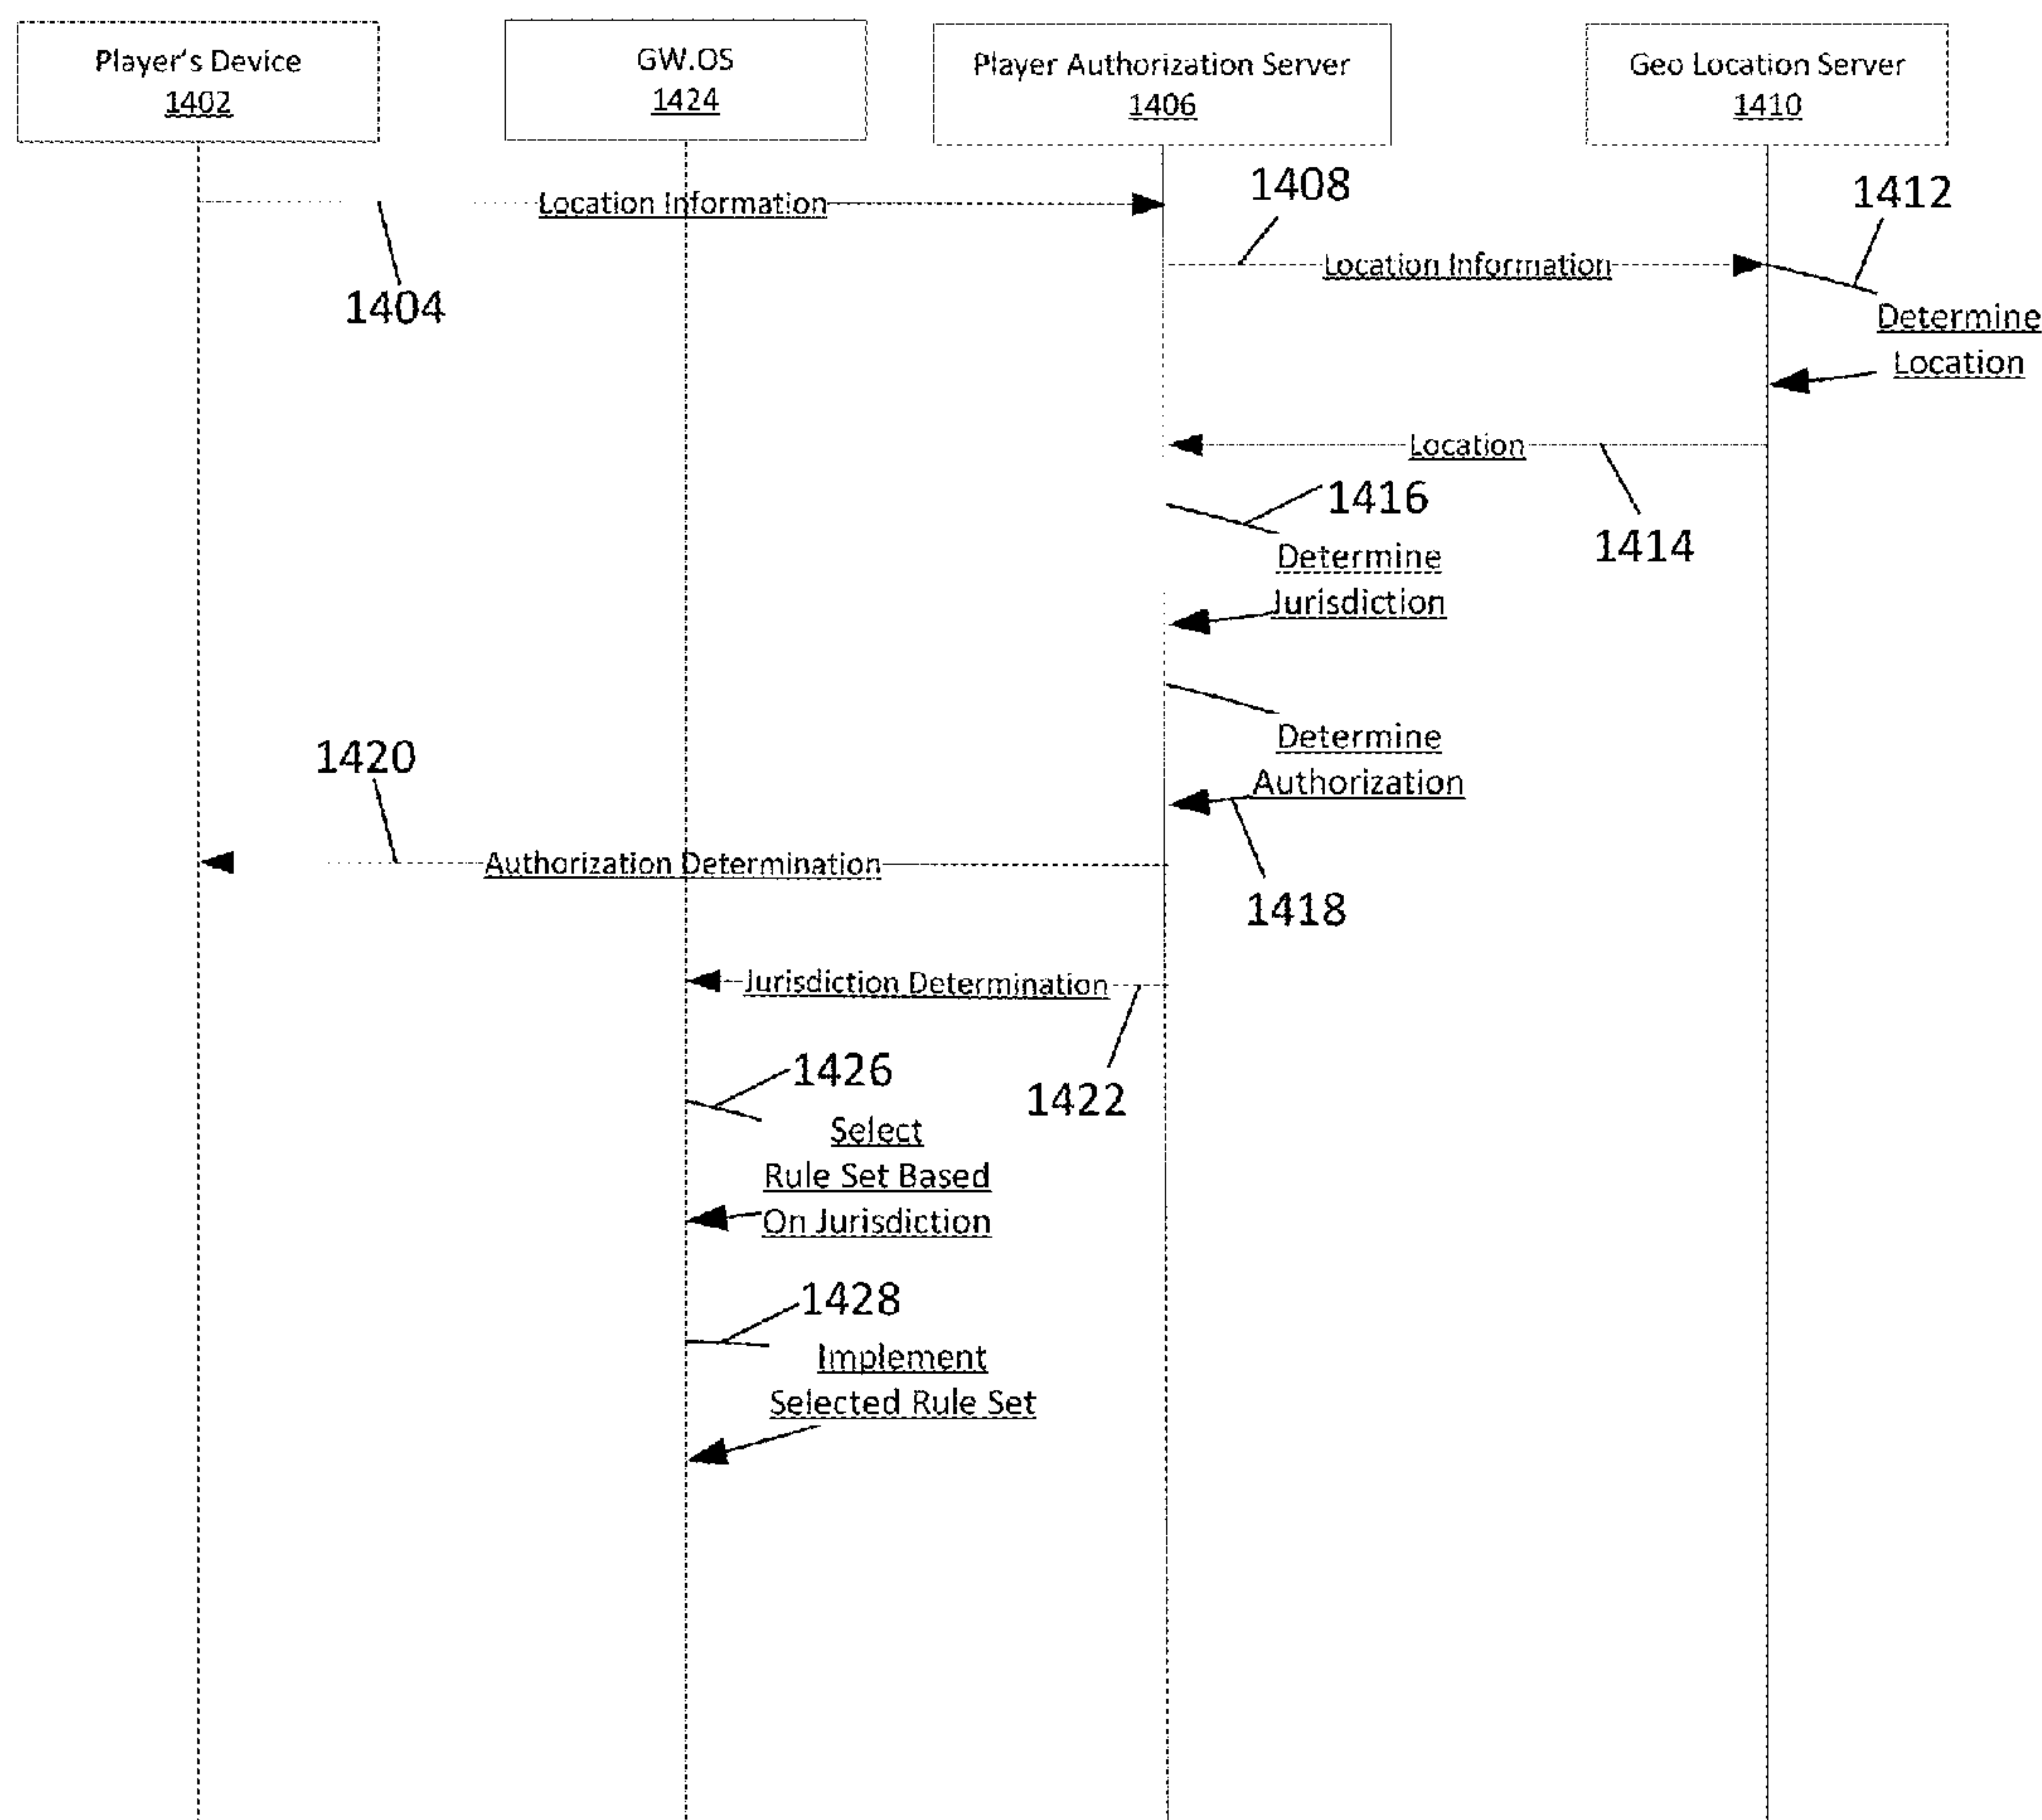 Player's Device
1402
GW.OS
1424
Player Authorization Server
1406
Geo Location Server
1410
Location Information
1404
1408
Location Information
1412
Determine
Location
Location
1414
1416
Determine
Jurisdiction
Determine
Authorization
1418
1420
Authorization Determination
Jurisdiction Determination
1422
1426
Select
Rule Set Based
On Jurisdiction
1428
Implement
Selected Rule Set